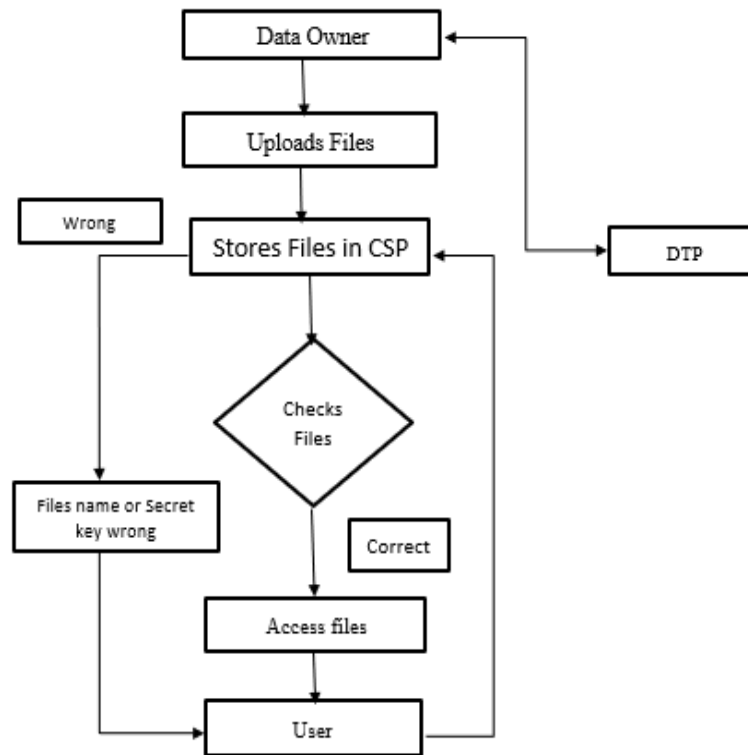 Data Owner
Uploads Files
Wrong
Stores Files in CSP
DTP
Checks
Files
Files name or Secret
key wrong
Correct
Access files
User